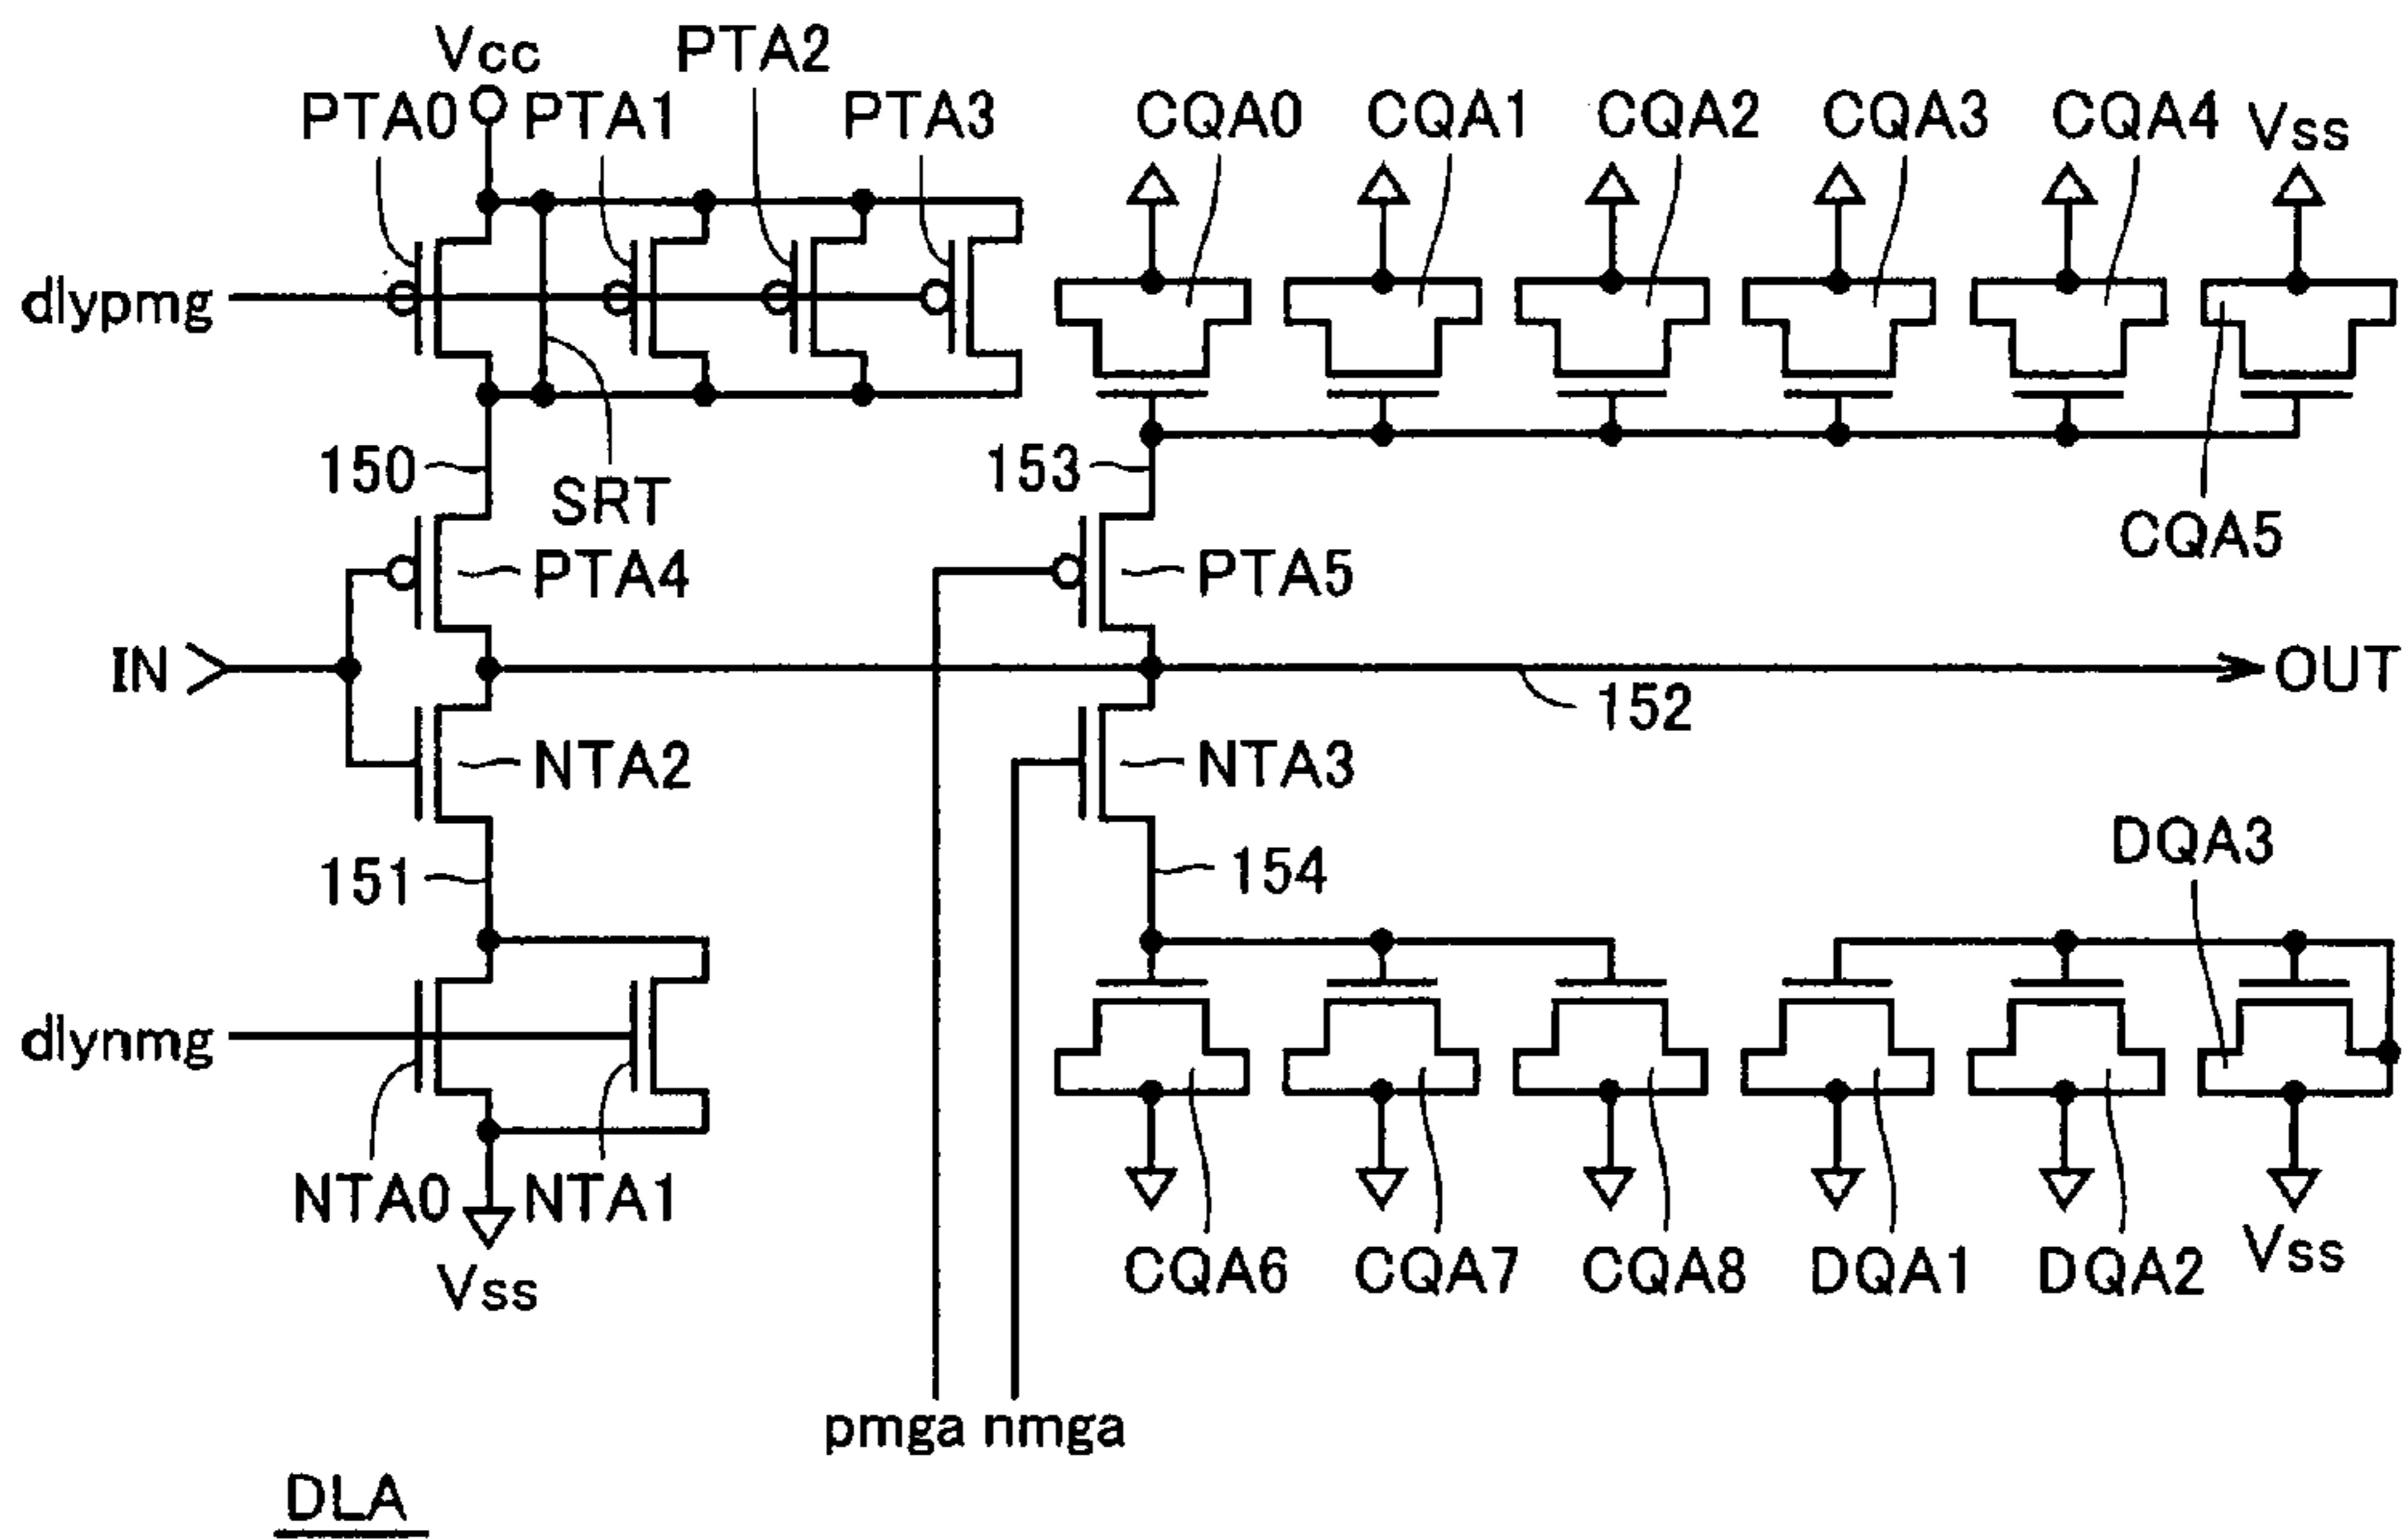 Vcc
PTA2
PTA0
PTA1
PTA3
CQA0
CQA1
CQA2
CQA3
CQA4
Vss
dlypmg
150
SRT
153
CQA5
PTA4
PTA5
IN
OUT
152
NTA2
NTA3
DQA3
151
154
dlynmg
NTA0
NTA1
Vss
CQA6
CQA7
CQA8
DQA1
DQA2
Vss
pmga
nmga
DLA